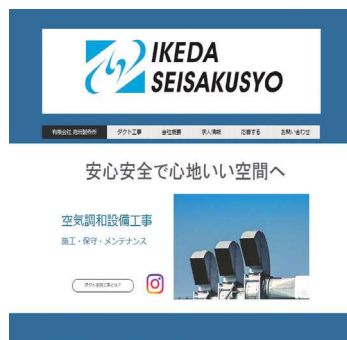 IKEDA
SEISAKUSYO
有限会社 池田製作所 ダクト工事 会社概要 求人情報 応募する お問い合わせ
安心安全で心地いい空間へ
空気調和設備工事
施工・保守・メンテナンス